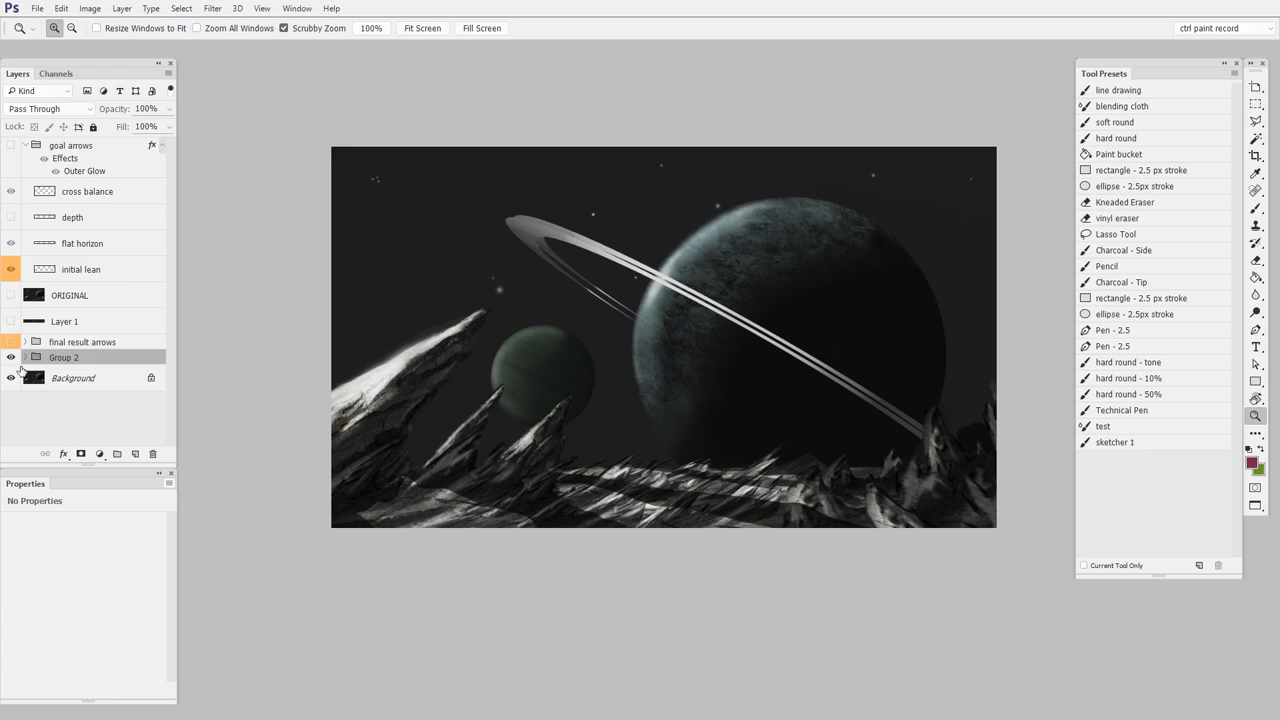 Ps File Edit Image Layer Type Select Filter 3D View Window Help
Resize Windows to Fit Zoom All Windows Scrubby Zoom 100% Fit Screen Fill Screen ctrl paint record
Layers Channels
Kind
Pass Through Opacity: 100%
Lock: Fill: 100%
goal arrows fx
Effects
Outer Glow
cross balance
depth
flat horizon
initial lean
ORIGINAL
Layer 1
final result arrows
Group 2
Background
fx
Properties
No Properties
Tool Presets
line drawing
blending cloth
soft round
hard round
Paint bucket
rectangle - 2.5 px stroke
ellipse - 2.5px stroke
Kneaded Eraser
vinyl eraser
Lasso Tool
Charcoal - Side
Pencil
Charcoal - Tip
rectangle - 2.5 px stroke
ellipse - 2.5px stroke
Pen - 2.5
Pen - 2.5
hard round - tone
hard round - 10%
hard round - 50%
Technical Pen
test
sketcher 1
Current Tool Only